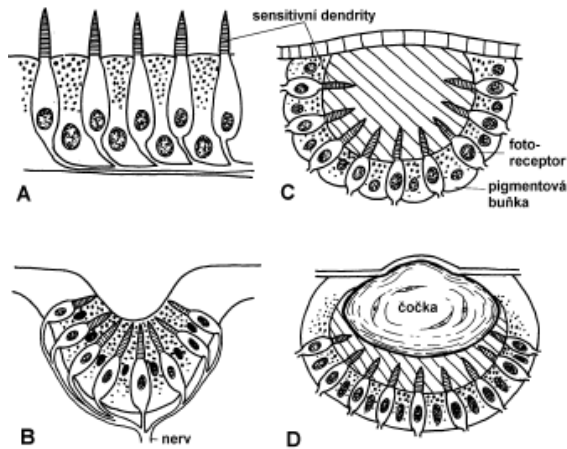 sensitivní dendrity
A
C
foto-
receptor
pigmentová
buňka
čočka
B
nerv
D